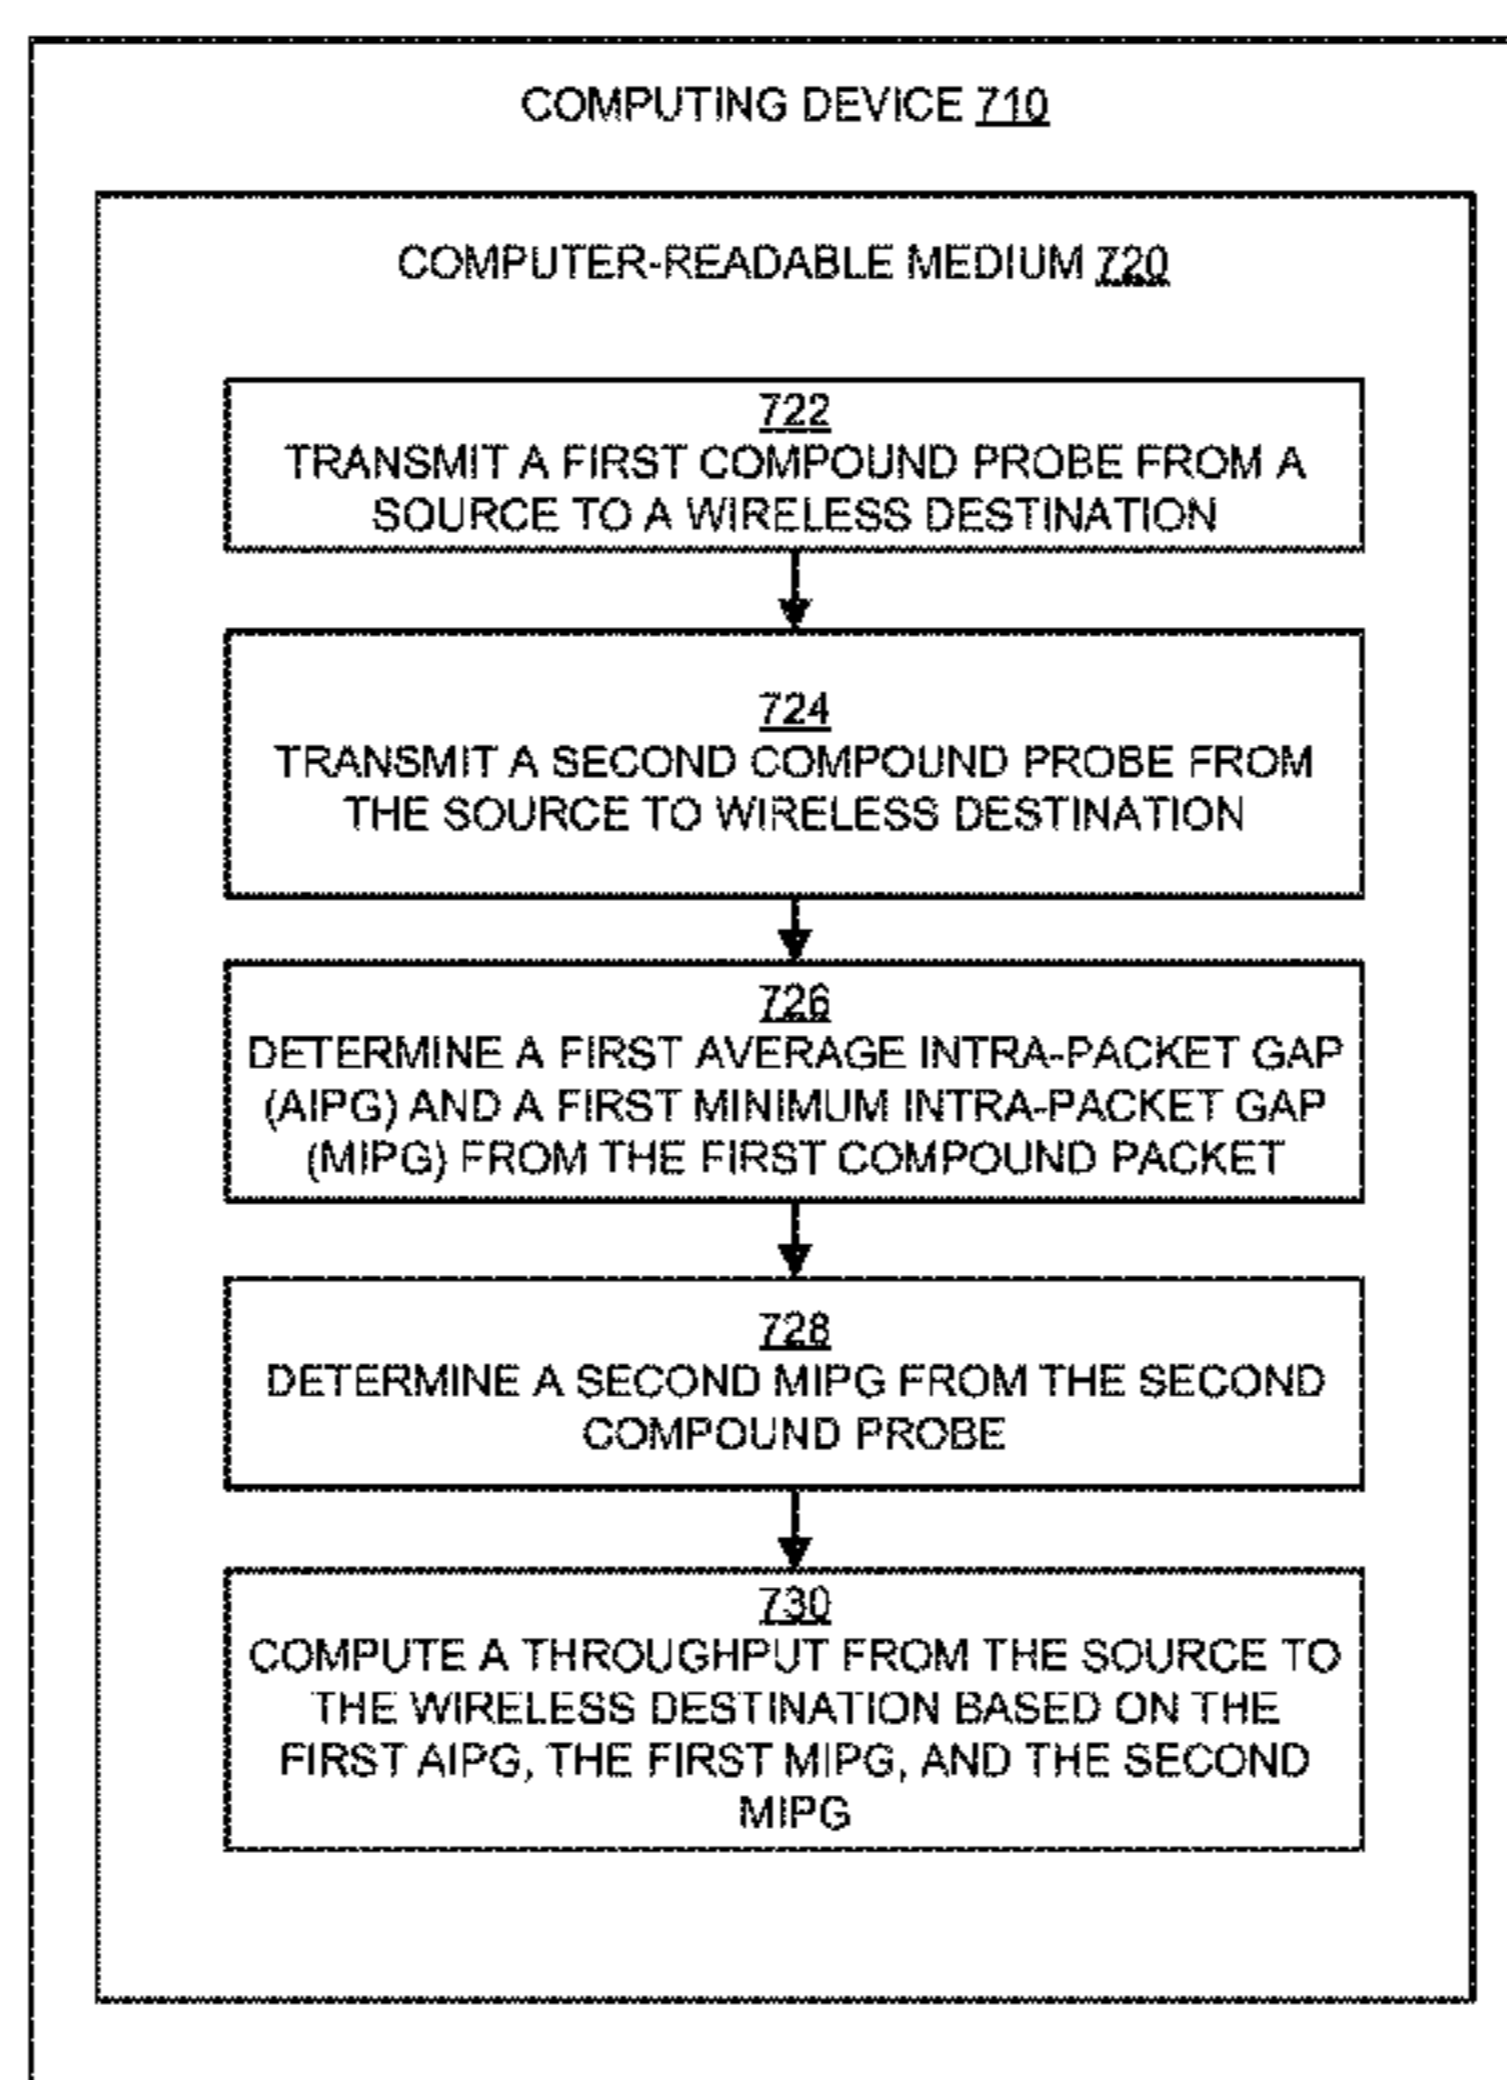 COMPUTING DEVICE 710
COMPUTER-READABLE MEDIUM 720
722
TRANSMIT A FIRST COMPOUND PROBE FROM A
SOURCE TO A WIRELESS DESTINATION
724
TRANSMIT A SECOND COMPOUND PROBE FROM
THE SOURCE TO WIRELESS DESTINATION
726
DETERMINE A FIRST AVERAGE INTRA-PACKET GAP
(AIPG) AND A FIRST MINIMUM INTRA-PACKET GAP
(MIPG) FROM THE FIRST COMPOUND PACKET
728
DETERMINE A SECOND MIPG FROM THE SECOND
COMPOUND PROBE
730
COMPUTE A THROUGHPUT FROM THE SOURCE TO
THE WIRELESS DESTINATION BASED ON THE
FIRST AIPG, THE FIRST MIPG, AND THE SECOND
MIPG